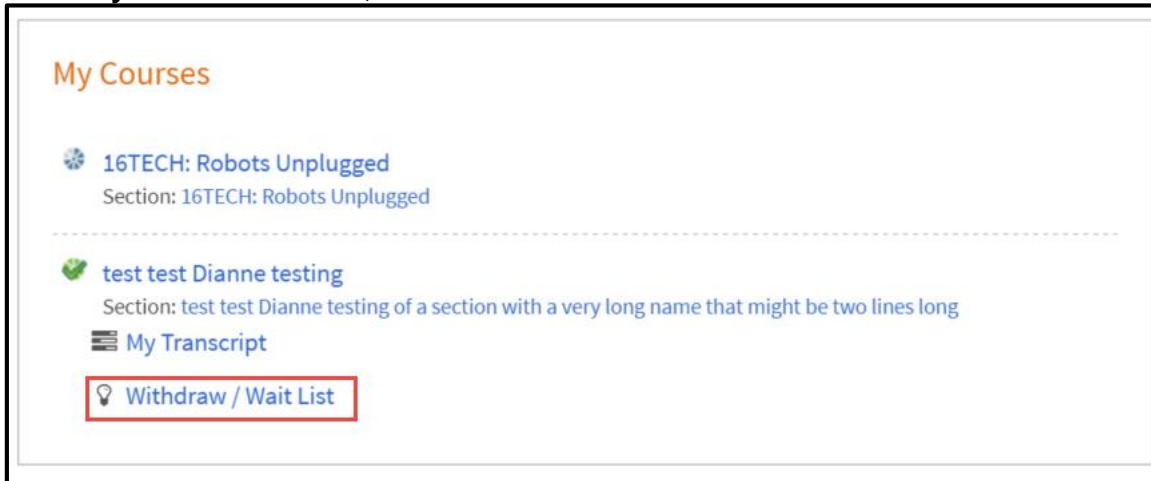 My Courses
16TECH: Robots Unplugged
Section: 16TECH: Robots Unplugged
test test Dianne testing
Section: test test Dianne testing of a section with a very long name that might be two lines long
My Transcript
Withdraw / Wait List